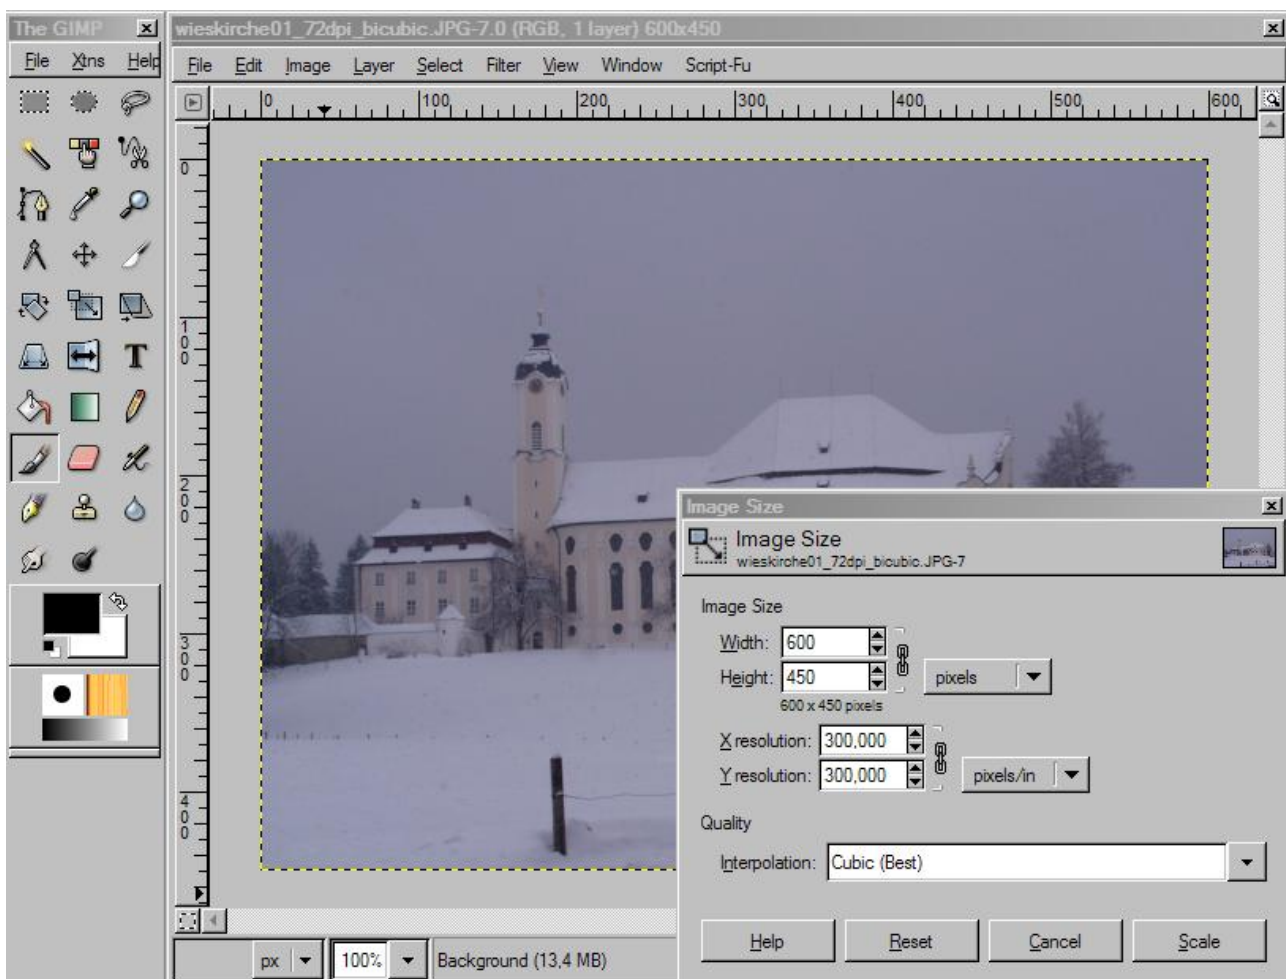 The GIMP
File Xtns Help
wieskirche01_72dpi_bicubic.JPG-7.0 (RGB, 1 layer) 600x450
File Edit Image Layer Select Filter View Window Script-Fu
0 100 200 300 400 500 600
0
100
200
300
400
Image Size
Image Size
wieskirche01_72dpi_bicubic.JPG-7
Image Size
Width: 600
Height: 450 pixels
600 x 450 pixels
X resolution: 300,000
Y resolution: 300,000 pixels/in
Quality
Interpolation: Cubic (Best)
Help Reset Cancel Scale
px 100% Background (13,4 MB)